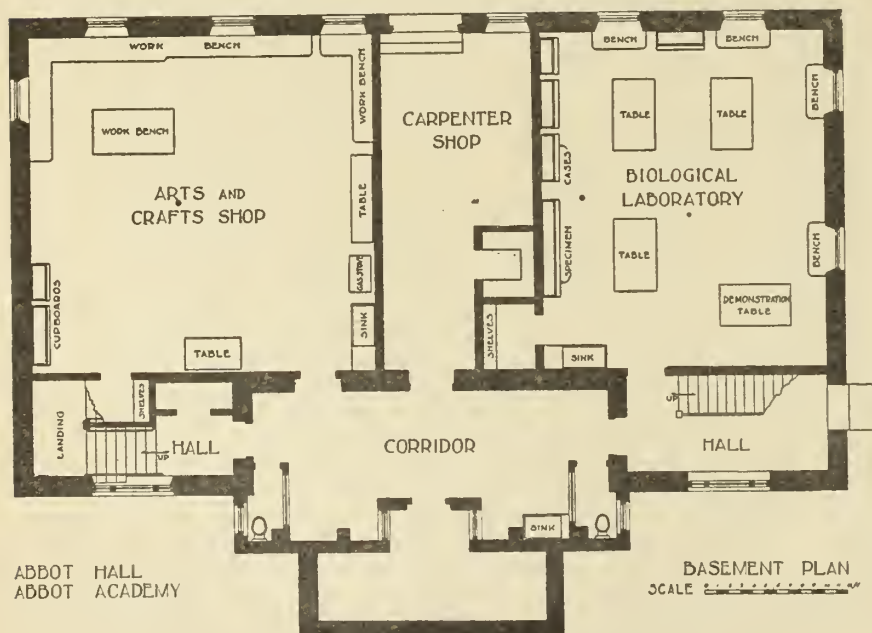 WORK BENCH
BENCH
BENCH
WORK BENCH
BENCH
WORK BENCH
CARPENTER
SHOP
TABLE
TABLE
CASES
BIOLOGICAL
LABORATORY
ARTS AND
CRAFTS SHOP
TABLE
SPECIMEN
TABLE
BENCH
GAS STOVE
CUPBOARDS
DEMONSTRATION
TABLE
SINK
SHELVES
TABLE
SINK
SHELVES
UP
LANDING
HALL
UP
CORRIDOR
HALL
SINK
ABBOT HALL
ABBOT ACADEMY
BASEMENT PLAN
SCALE